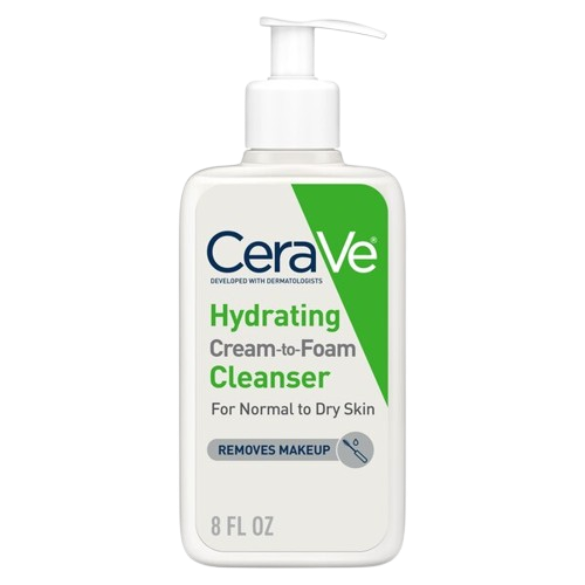 CeraVe®
DEVELOPED WITH DERMATOLOGISTS
Hydrating
Cream-to-Foam
Cleanser
For Normal to Dry Skin
REMOVES MAKEUP
8 FL OZ